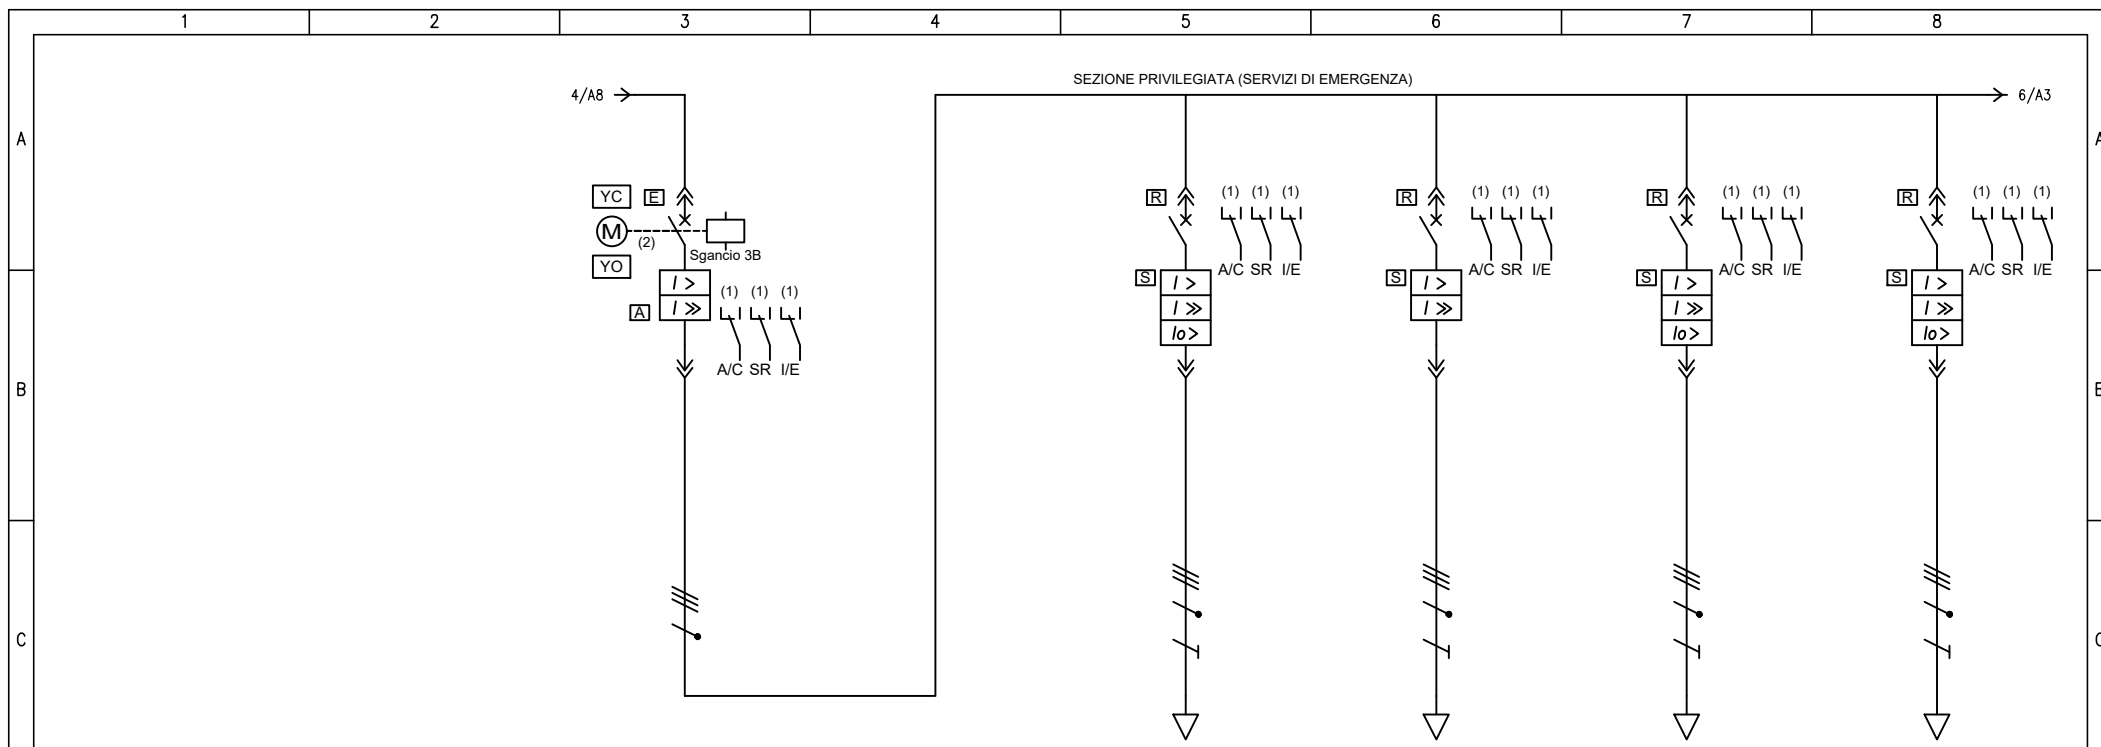 1 2 3 4 5 6 7 8
SEZIONE PRIVILEGIATA (SERVIZI DI EMERGENZA)
4/A8 6/A3
A A
YC E R (1) (1) (1) R (1) (1) (1) R (1) (1) (1) R (1) (1) (1)
M (2)
Sgancio 3B
YO A/C SR I/E A/C SR I/E A/C SR I/E A/C SR I/E
I > S I > S I > S I > S I >
A I >> (1) (1) (1) I >> I >> I >> I >>
Io > Io > Io >
A/C SR I/E
B B
C C